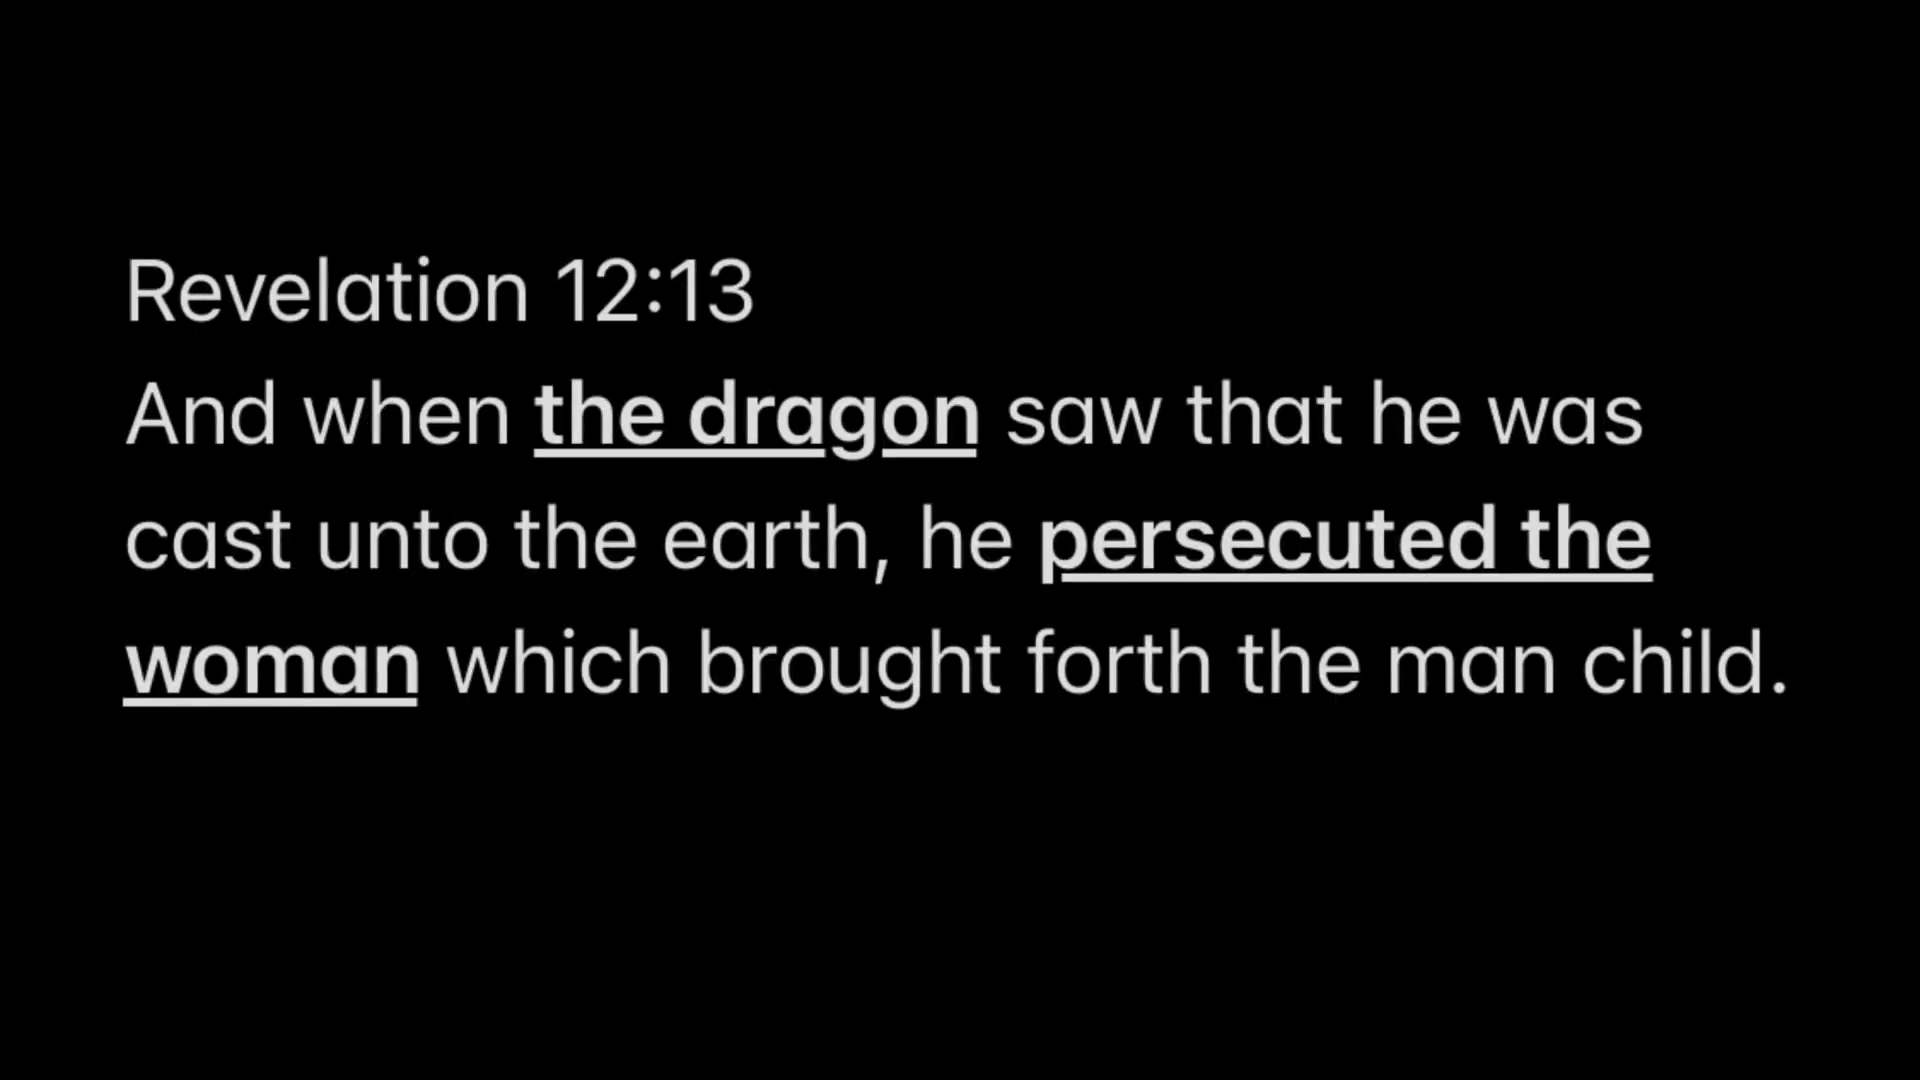 Revelation 12:13
And when the dragon saw that he was
cast unto the earth, he persecuted the
woman which brought forth the man child.